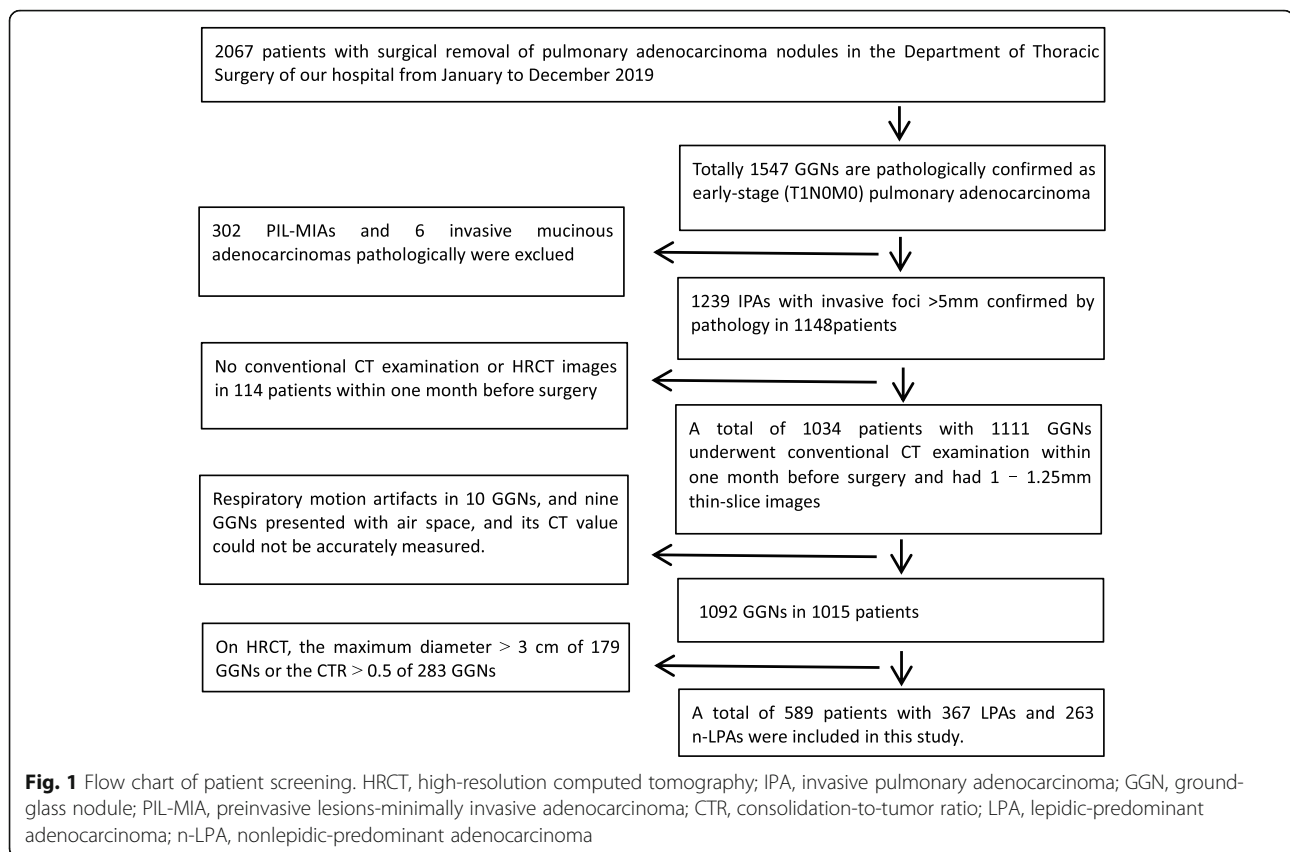 2067 patients with surgical removal of pulmonary adenocarcinoma nodules in the Department of Thoracic
Surgery of our hospital from January to December 2019
Totally 1547 GGNs are pathologically confirmed as
early-stage (T1N0M0) pulmonary adenocarcinoma
302 PIL-MIAs and 6 invasive mucinous
adenocarcinomas pathologically were exclued
1239 IPAs with invasive foci >5mm confirmed by
pathology in 1148patients
No conventional CT examination or HRCT images
in 114 patients within one month before surgery
A total of 1034 patients with 1111 GGNs
underwent conventional CT examination within
one month before surgery and had 1 – 1.25mm
thin-slice images
Respiratory motion artifacts in 10 GGNs, and nine
GGNs presented with air space, and its CT value
could not be accurately measured.
1092 GGNs in 1015 patients
On HRCT, the maximum diameter > 3 cm of 179
GGNs or the CTR > 0.5 of 283 GGNs
A total of 589 patients with 367 LPAs and 263
n-LPAs were included in this study.
Fig. 1 Flow chart of patient screening. HRCT, high-resolution computed tomography; IPA, invasive pulmonary adenocarcinoma; GGN, ground-
glass nodule; PIL-MIA, preinvasive lesions-minimally invasive adenocarcinoma; CTR, consolidation-to-tumor ratio; LPA, lepidic-predominant
adenocarcinoma; n-LPA, nonlepidic-predominant adenocarcinoma